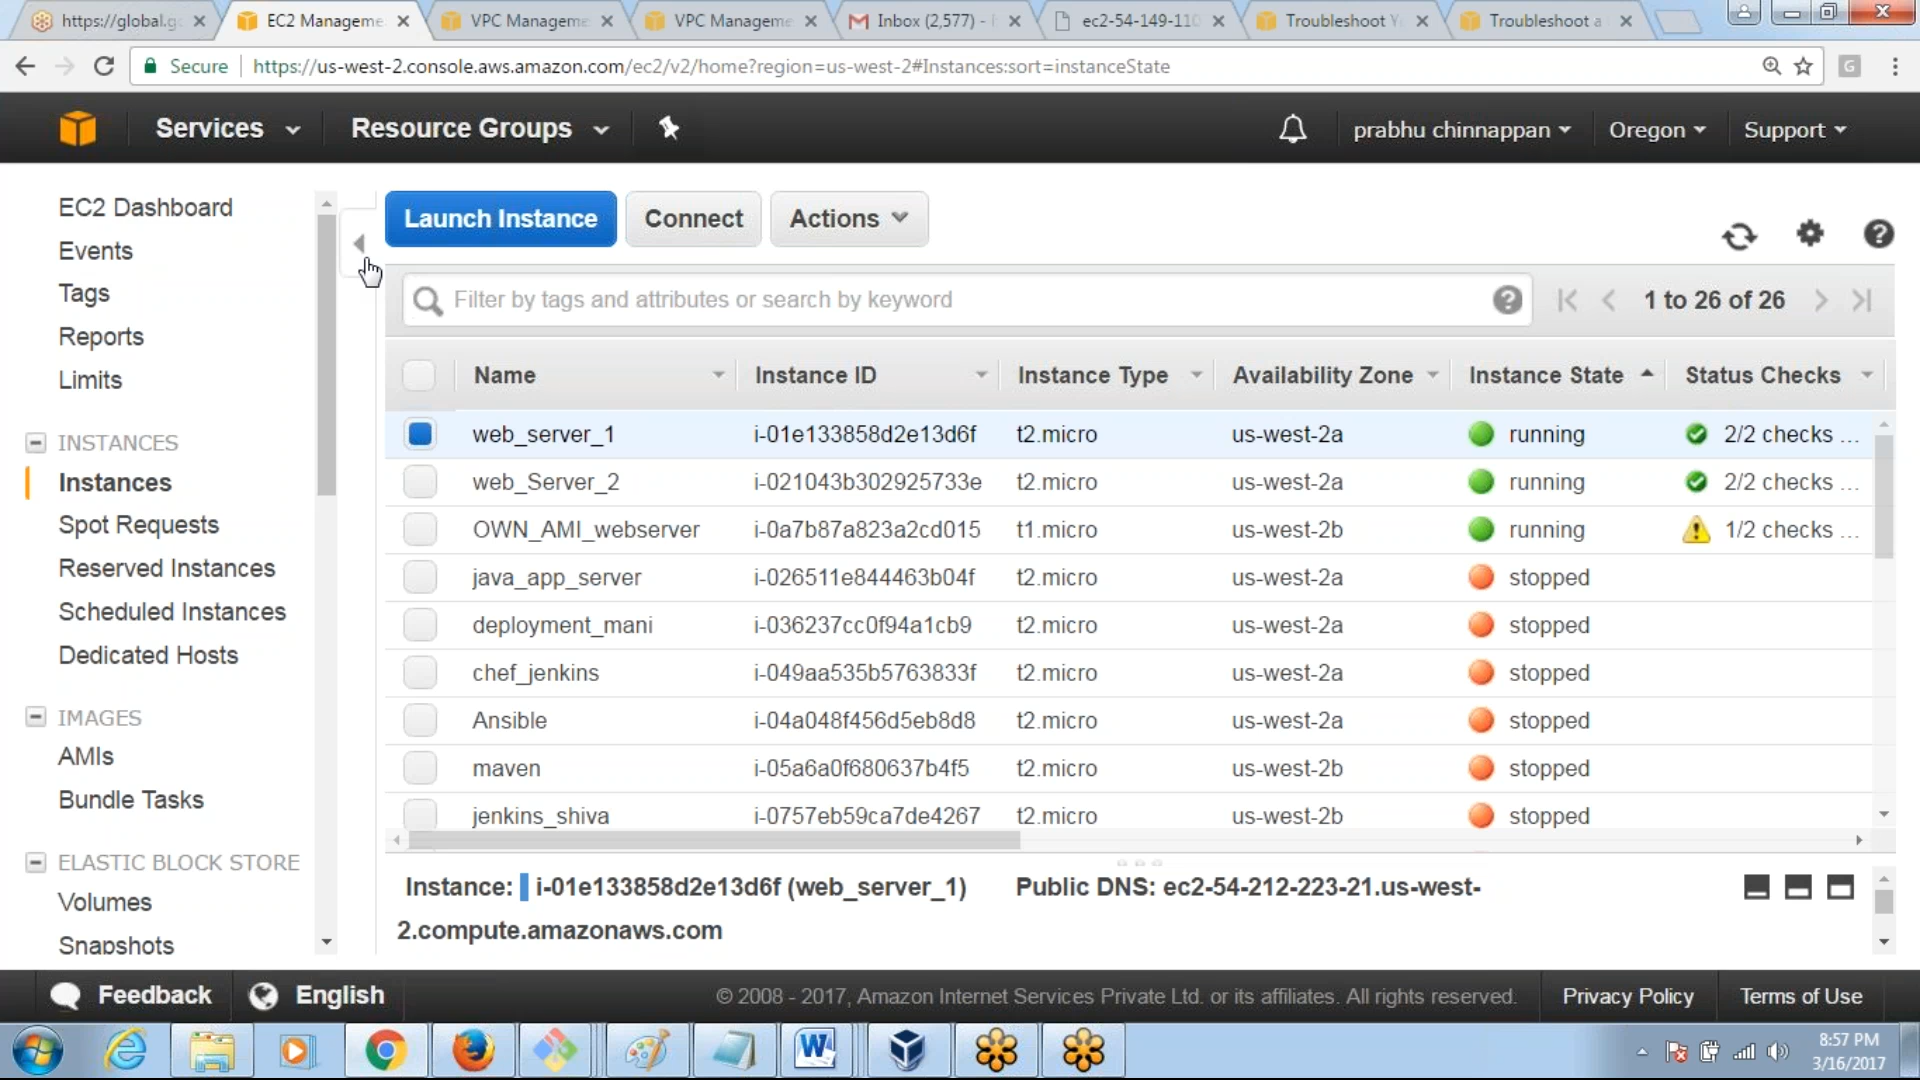 https://global.g
EC2 Manageme
VPC Manageme
VPC Manageme
Inbox (2,577) -
ec2-54-149-110
Troubleshoot Y
Troubleshoot a
Secure
https://us-west-2.console.aws.amazon.com/ec2/v2/home?region=us-west-2#Instances:sort=instanceState
G
Services
Resource Groups
prabhu chinnappan
Oregon
Support
EC2 Dashboard
Events
Tags
Reports
Limits
INSTANCES
Instances
Spot Requests
Reserved Instances
Scheduled Instances
Dedicated Hosts
IMAGES
AMIs
Bundle Tasks
ELASTIC BLOCK STORE
Volumes
Snapshots
Launch Instance
Connect
Actions
Filter by tags and attributes or search by keyword
1 to 26 of 26
Name Instance ID Instance Type Availability Zone Instance State Status Checks
web_server_1 i-01e133858d2e13d6f t2.micro us-west-2a running 2/2 checks ...
web_Server_2 i-021043b302925733e t2.micro us-west-2a running 2/2 checks ...
OWN_AMI_webserver i-0a7b87a823a2cd015 t1.micro us-west-2b running 1/2 checks ...
java_app_server i-026511e844463b04f t2.micro us-west-2a stopped
deployment_mani i-036237cc0f94a1cb9 t2.micro us-west-2a stopped
chef_jenkins i-049aa535b5763833f t2.micro us-west-2a stopped
Ansible i-04a048f456d5eb8d8 t2.micro us-west-2a stopped
maven i-05a6a0f680637b4f5 t2.micro us-west-2b stopped
jenkins_shiva i-0757eb59ca7de4267 t2.micro us-west-2b stopped
Instance: i-01e133858d2e13d6f (web_server_1) Public DNS: ec2-54-212-223-21.us-west-
2.compute.amazonaws.com
Feedback
English
© 2008 - 2017, Amazon Internet Services Private Ltd. or its affiliates. All rights reserved.
Privacy Policy
Terms of Use
8:57 PM
3/16/2017